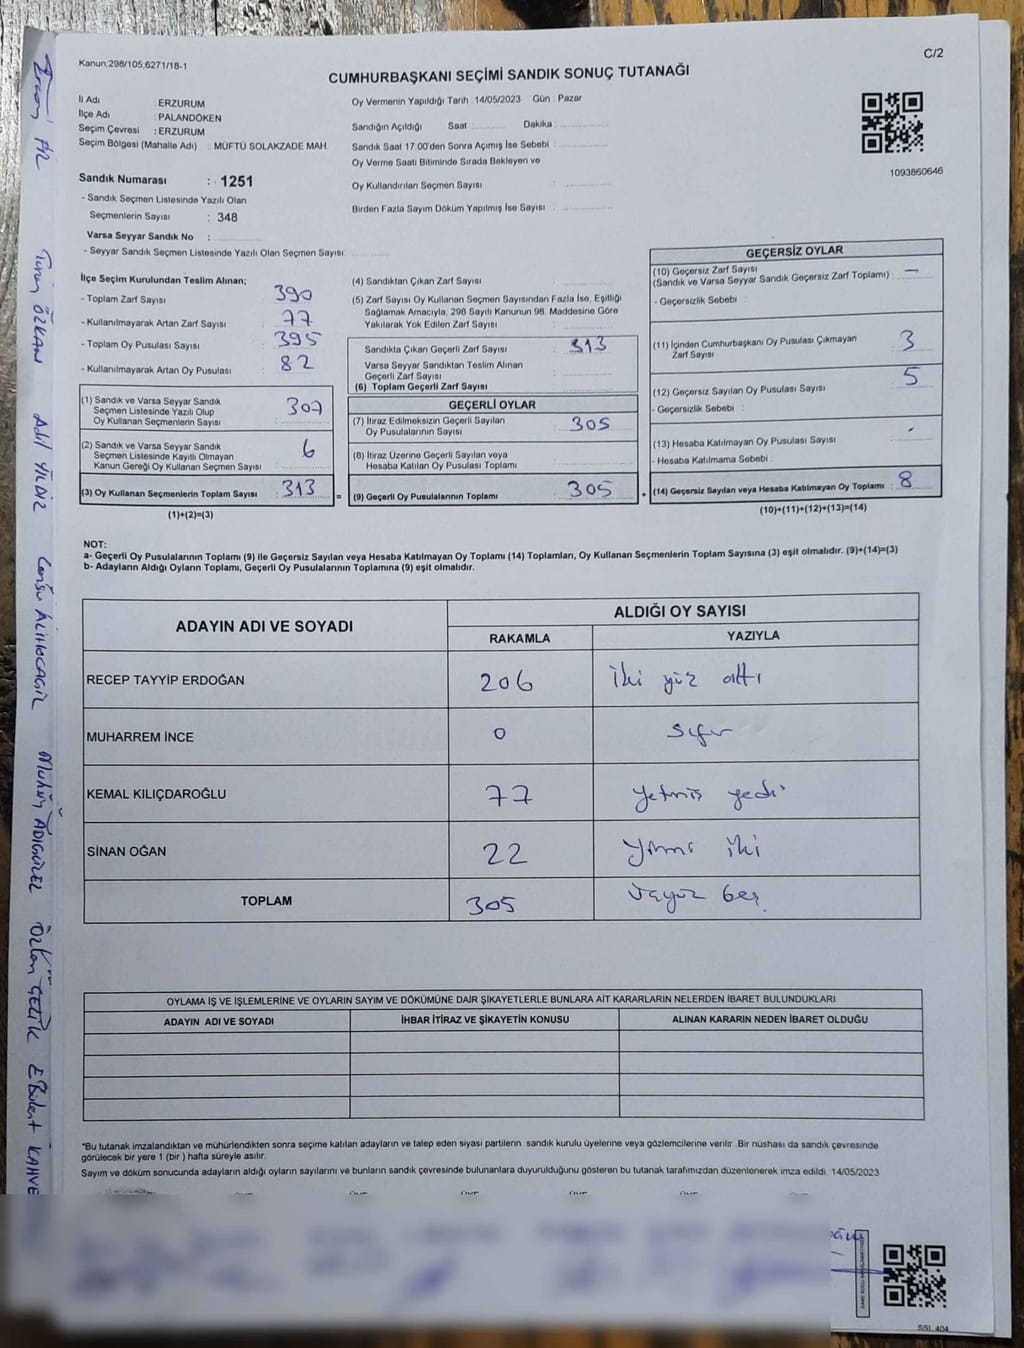 C/2
Kanun:298/105,6271/18-1
CUMHURBAŞKANI SEÇİMİ SANDIK SONUÇ TUTANAĞI
İl Adı : ERZURUM
İlçe Adı : PALANDÖKEN
Seçim Çevresi : ERZURUM
Seçim Bölgesi (Mahalle Adı) : MÜFTÜ SOLAKZADE MAH.
Sandık Numarası : 1251
- Sandık Seçmen Listesinde Yazılı Olan
Seçmenlerin Sayısı : 348
Varsa Seyyar Sandık No :
- Seyyar Sandık Seçmen Listesinde Yazılı Olan Seçmen Sayısı:
Oy Vermenin Yapıldığı Tarih : 14/05/2023 Gün : Pazar
Sandığın Açıldığı Saat Dakika :
Sandık Saat 17:00'den Sonra Açımış İse Sebebi :
Oy Verme Saati Bitiminde Sırada Bekleyen ve
Oy Kullandırılan Seçmen Sayısı :
Birden Fazla Sayım Döküm Yapılmış İse Sayısı :
1093860646
İlçe Seçim Kurulundan Teslim Alınan;
- Toplam Zarf Sayısı : 390
- Kullanılmayarak Artan Zarf Sayısı : 77
- Toplam Oy Pusulası Sayısı : 395
- Kullanılmayarak Artan Oy Pusulası : 82
(1) Sandık ve Varsa Seyyar Sandık
Seçmen Listesinde Yazılı Olup
Oy Kullanan Seçmenlerin Sayısı : 307
(2) Sandık ve Varsa Seyyar Sandık
Seçmen Listesinde Kayıtlı Olmayan
Kanun Gereği Oy Kullanan Seçmen Sayısı : 6
(3) Oy Kullanan Seçmenlerin Toplam Sayısı : 313 =
(1)+(2)=(3)
(4) Sandıktan Çıkan Zarf Sayısı :
(5) Zarf Sayısı Oy Kullanan Seçmen Sayısından Fazla İse, Eşitliği
Sağlamak Amacıyla, 298 Sayılı Kanunun 98. Maddesine Göre
Yakılarak Yok Edilen Zarf Sayısı :
Sandıkta Çıkan Geçerli Zarf Sayısı : 313
Varsa Seyyar Sandıktan Teslim Alınan
Geçerli Zarf Sayısı :
(6) Toplam Geçerli Zarf Sayısı :
GEÇERLİ OYLAR
(7) İtiraz Edilmeksizin Geçerli Sayılan
Oy Pusulalarının Sayısı : 305
(8) İtiraz Üzerine Geçerli Sayılan veya
Hesaba Katılan Oy Pusulası Toplamı :
(9) Geçerli Oy Pusulalarının Toplamı : 305 +
GEÇERSİZ OYLAR
(10) Geçersiz Zarf Sayısı
(Sandık ve Varsa Seyyar Sandık Geçersiz Zarf Toplamı) : -
- Geçersizlik Sebebi :
(11) İçinden Cumhurbaşkanı Oy Pusulası Çıkmayan
Zarf Sayısı : 3
(12) Geçersiz Sayılan Oy Pusulası Sayısı : 5
- Geçersizlik Sebebi :
(13) Hesaba Katılmayan Oy Pusulası Sayısı : -
- Hesaba Katılmama Sebebi :
(14) Geçersiz Sayılan veya Hesaba Katılmayan Oy Toplamı : 8
(10)+(11)+(12)+(13)=(14)
NOT:
a- Geçerli Oy Pusulalarının Toplamı (9) ile Geçersiz Sayılan veya Hesaba Katılmayan Oy Toplamı (14) Toplamları, Oy Kullanan Seçmenlerin Toplam Sayısına (3) eşit olmalıdır. (9)+(14)=(3)
b- Adayların Aldığı Oyların Toplamı, Geçerli Oy Pusulalarının Toplamına (9) eşit olmalıdır.
ADAYIN ADI VE SOYADI ALDIĞI OY SAYISI
RAKAMLA YAZIYLA
RECEP TAYYİP ERDOĞAN 206 iki yüz altı
MUHARREM İNCE 0 sıfır
KEMAL KILIÇDAROĞLU 77 yetmiş yedi
SİNAN OĞAN 22 yirmi iki
TOPLAM 305 üçyüz beş
OYLAMA İŞ VE İŞLEMLERİNE VE OYLARIN SAYIM VE DÖKÜMÜNE DAİR ŞİKAYETLERLE BUNLARA AİT KARARLARIN NELERDEN İBARET BULUNDUKLARI
ADAYIN ADI VE SOYADI İHBAR İTİRAZ VE ŞİKAYETİN KONUSU ALINAN KARARIN NEDEN İBARET OLDUĞU
*Bu tutanak imzalandıktan ve mühürlendikten sonra seçime katılan adayların ve talep eden siyasi partilerin sandık kurulu üyelerine veya gözlemcilerine verilir. Bir nüshası da sandık çevresinde
görülecek bir yere 1 (bir ) hafta süreyle asılır.
Sayım ve döküm sonucunda adayların aldığı oyların sayılarını ve bunların sandık çevresinde bulunanlara duyurulduğunu gösteren bu tutanak tarafımızdan düzenlenerek imza edildi. 14/05/2023
SSL 404
Turan ÖZKAN
Adil YILDIZ
Cansu ALİHOCAGİL
Muhsin ADIGÜZEL
Özkan ÇELİK
E Bülent KAHVE